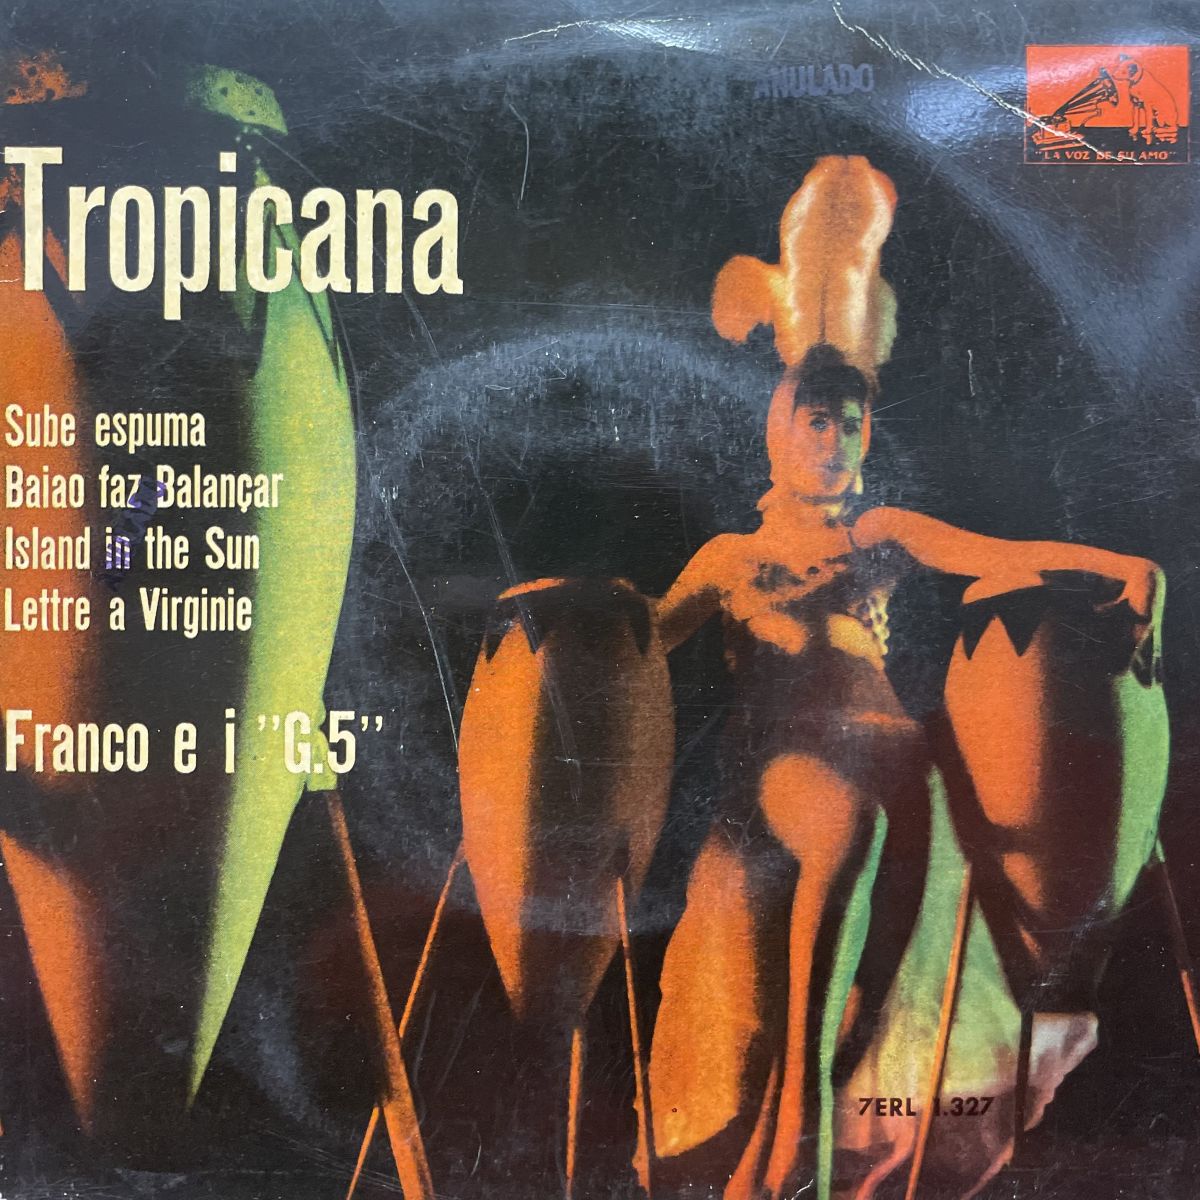 ANULADO
"LA VOZ DE SU AMO"
Tropicana
Sube espuma
Baiao faz Balançar
Island in the Sun
Lettre a Virginie
Franco e i "G.5"
7ERL 1.327